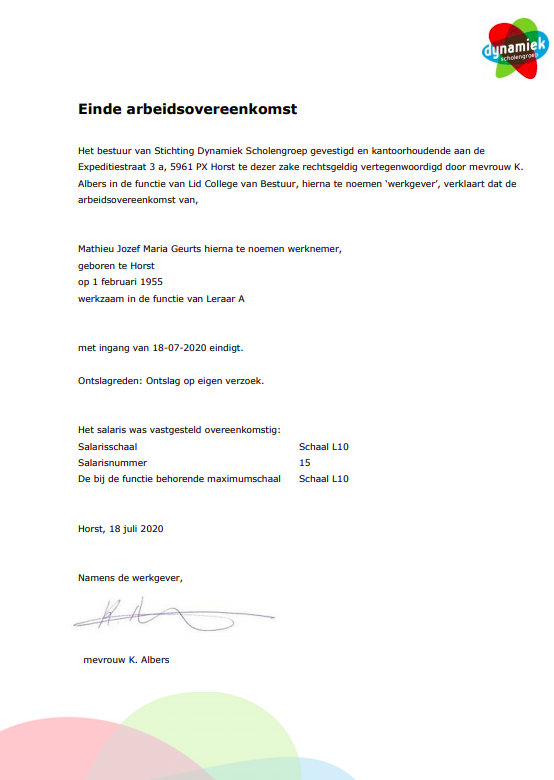 dynamiek
scholengroep
Einde arbeidsovereenkomst
Het bestuur van Stichting Dynamiek Scholengroep gevestigd en kantoorhoudende aan de
Expeditiestraat 3 a, 5961 PX Horst te dezer zake rechtsgeldig vertegenwoordigd door mevrouw K.
Albers in de functie van Lid College van Bestuur, hierna te noemen ‘werkgever’, verklaart dat de
arbeidsovereenkomst van,
Mathieu Jozef Maria Geurts hierna te noemen werknemer,
geboren te Horst
op 1 februari 1955
werkzaam in de functie van Leraar A
met ingang van 18-07-2020 eindigt.
Ontslagreden: Ontslag op eigen verzoek.
Het salaris was vastgesteld overeenkomstig:
Salarisschaal Schaal L10
Salarisnummer 15
De bij de functie behorende maximumschaal Schaal L10
Horst, 18 juli 2020
Namens de werkgever,
mevrouw K. Albers